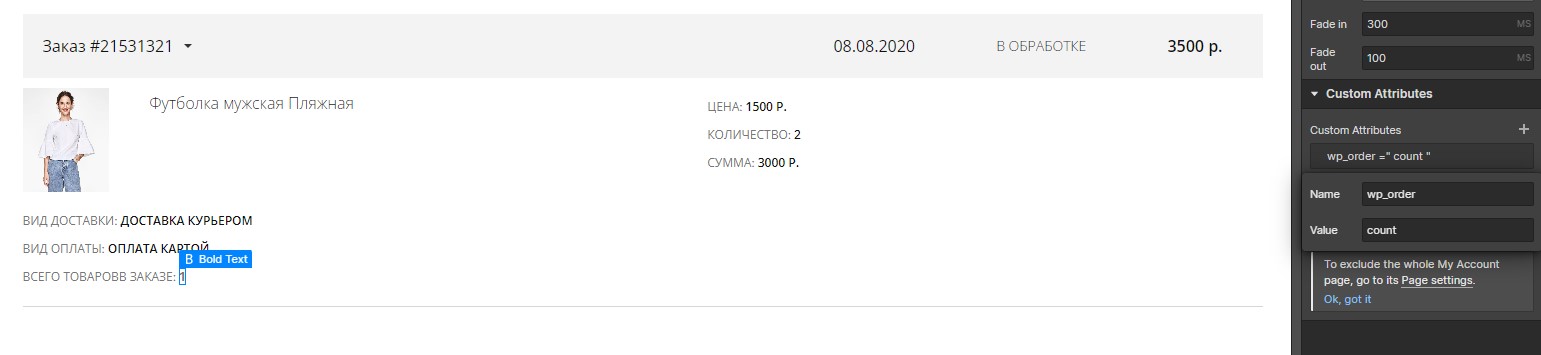 Заказ #21531321
08.08.2020
В ОБРАБОТКЕ
3500 р.
Футболка мужская Пляжная
ЦЕНА: 1500 Р.
КОЛИЧЕСТВО: 2
СУММА: 3000 Р.
ВИД ДОСТАВКИ: ДОСТАВКА КУРЬЕРОМ
ВИД ОПЛАТЫ: ОПЛАТА КАРТОЙ
B Bold Text
ВСЕГО ТОВАРОВВ ЗАКАЗЕ: 1
Fade in
300
MS
Fade
out
100
MS
Custom Attributes
Custom Attributes
wp_order =" count "
Name
wp_order
Value
count
To exclude the whole My Account
page, go to its Page settings.
Ok, got it